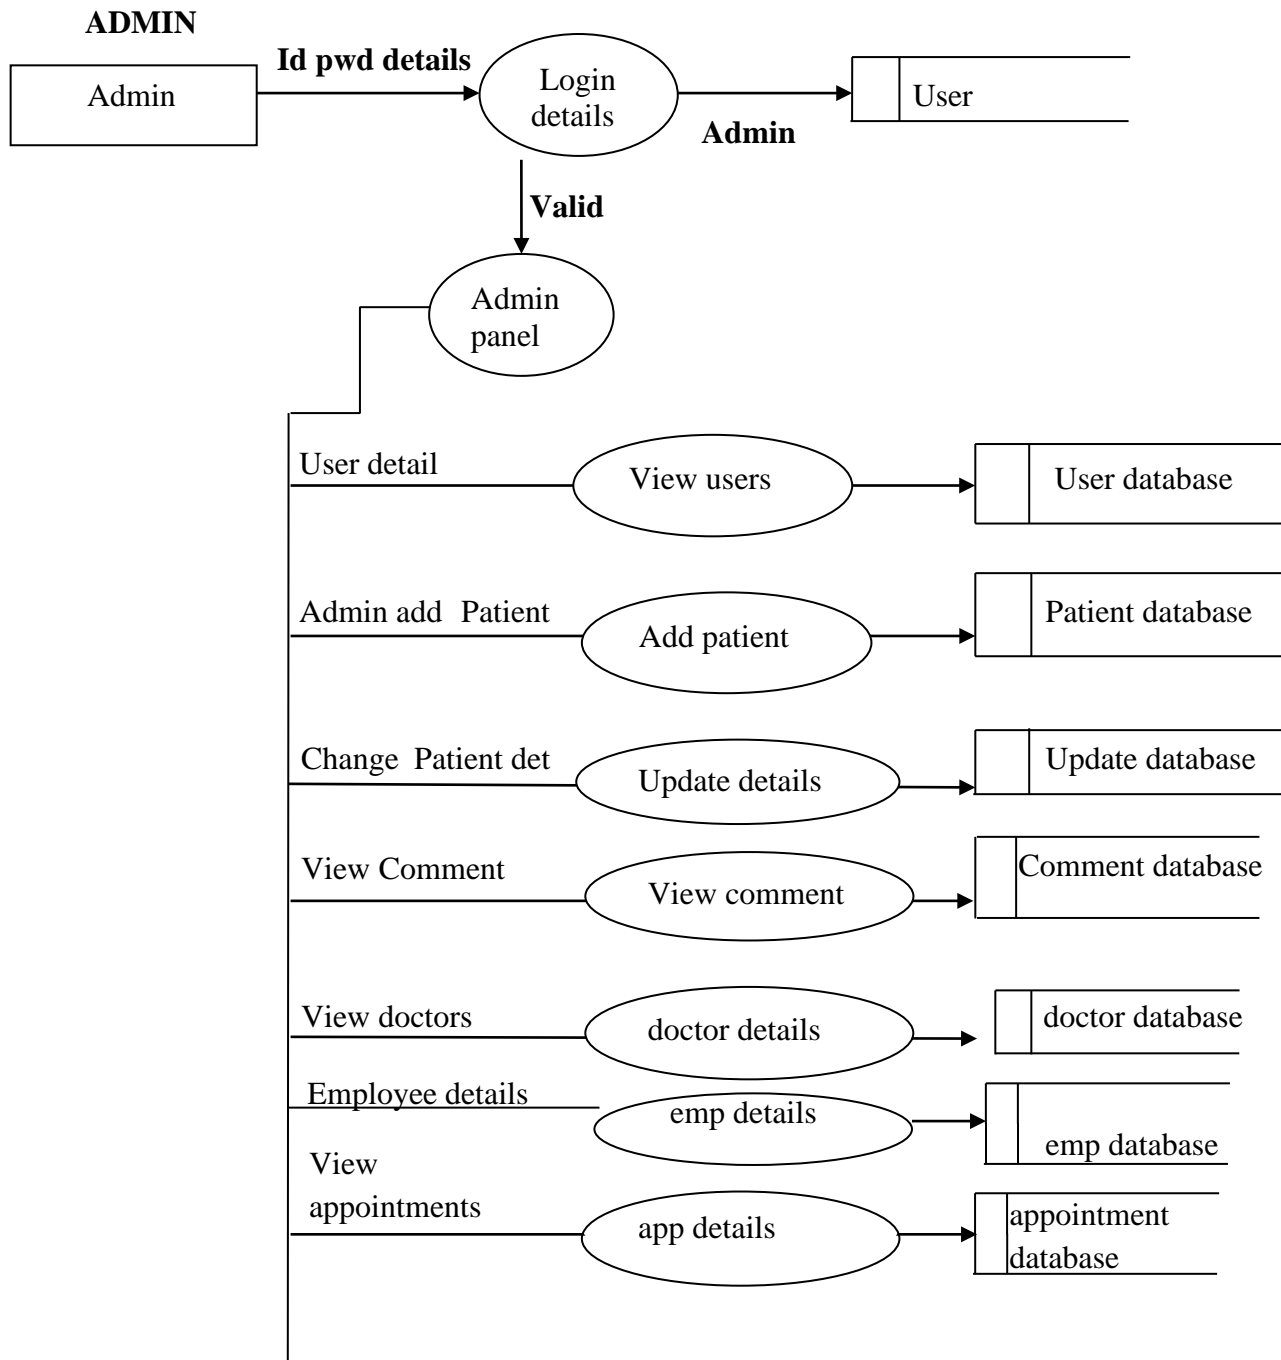 ADMIN
Id pwd details
Admin
Login
details
User
Admin
Valid
Admin
panel
User detail
View users
User database
Admin add  Patient
Add patient
Patient database
Change  Patient det
Update details
Update database
View Comment
View comment
Comment database
View doctors
doctor details
doctor database
Employee details
emp details
emp database
View
appointments
app details
appointment
database